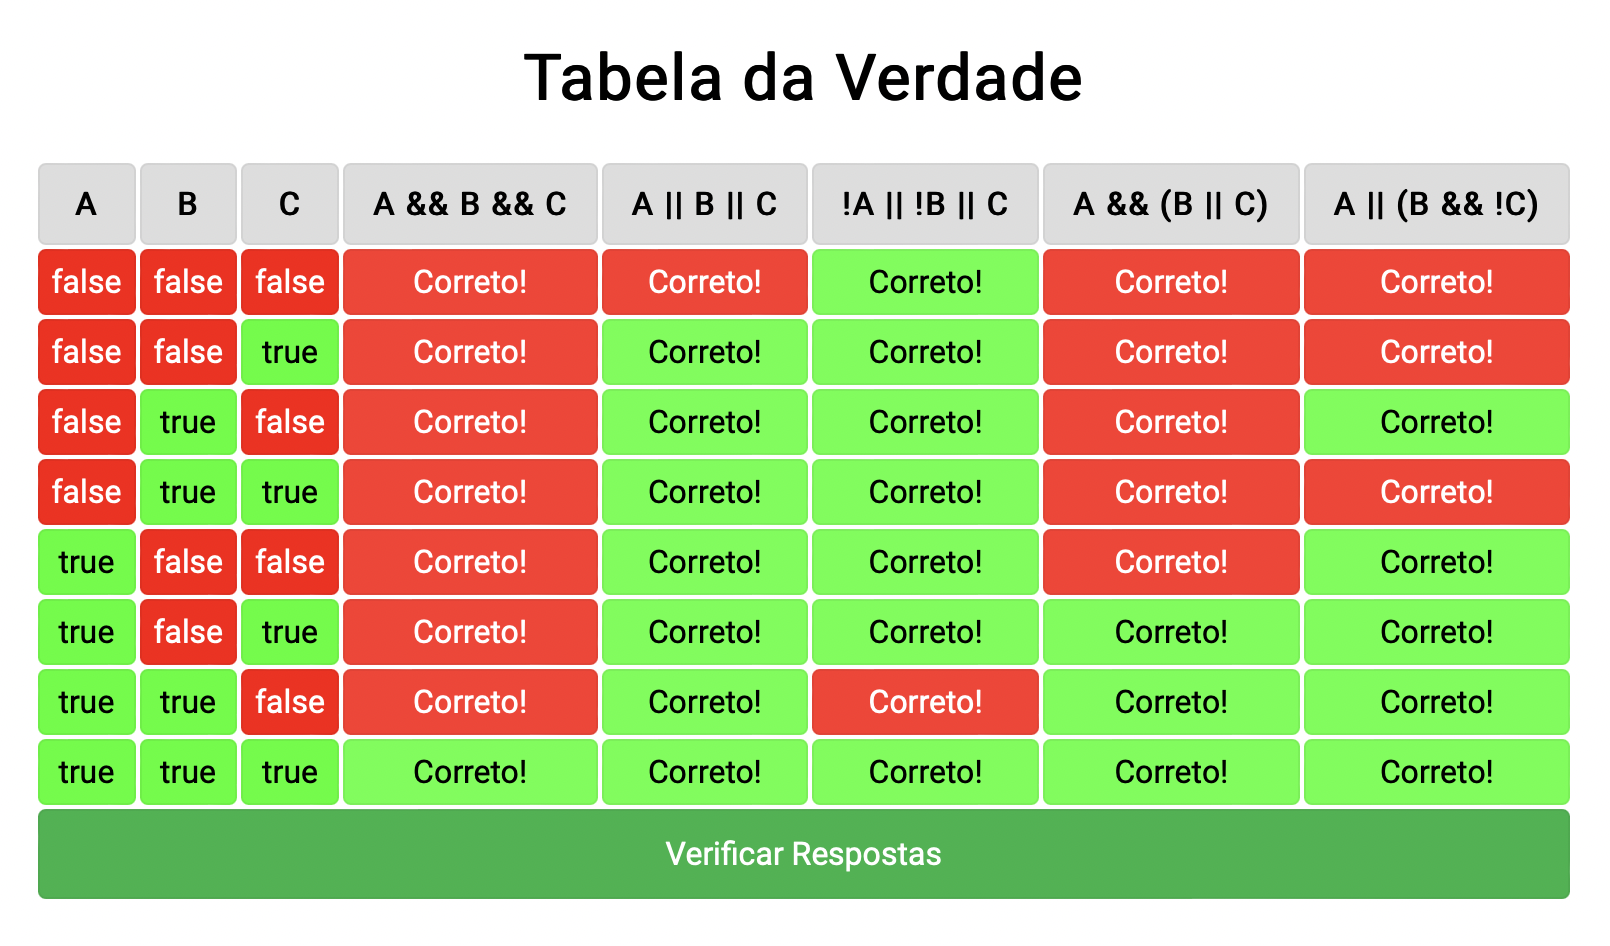 Tabela da Verdade
A B C A && B && C A || B || C !A || !B || C A && (B || C) A || (B && !C)
false false false Correto! Correto! Correto! Correto! Correto!
false false true Correto! Correto! Correto! Correto! Correto!
false true false Correto! Correto! Correto! Correto! Correto!
false true true Correto! Correto! Correto! Correto! Correto!
true false false Correto! Correto! Correto! Correto! Correto!
true false true Correto! Correto! Correto! Correto! Correto!
true true false Correto! Correto! Correto! Correto! Correto!
true true true Correto! Correto! Correto! Correto! Correto!
Verificar Respostas